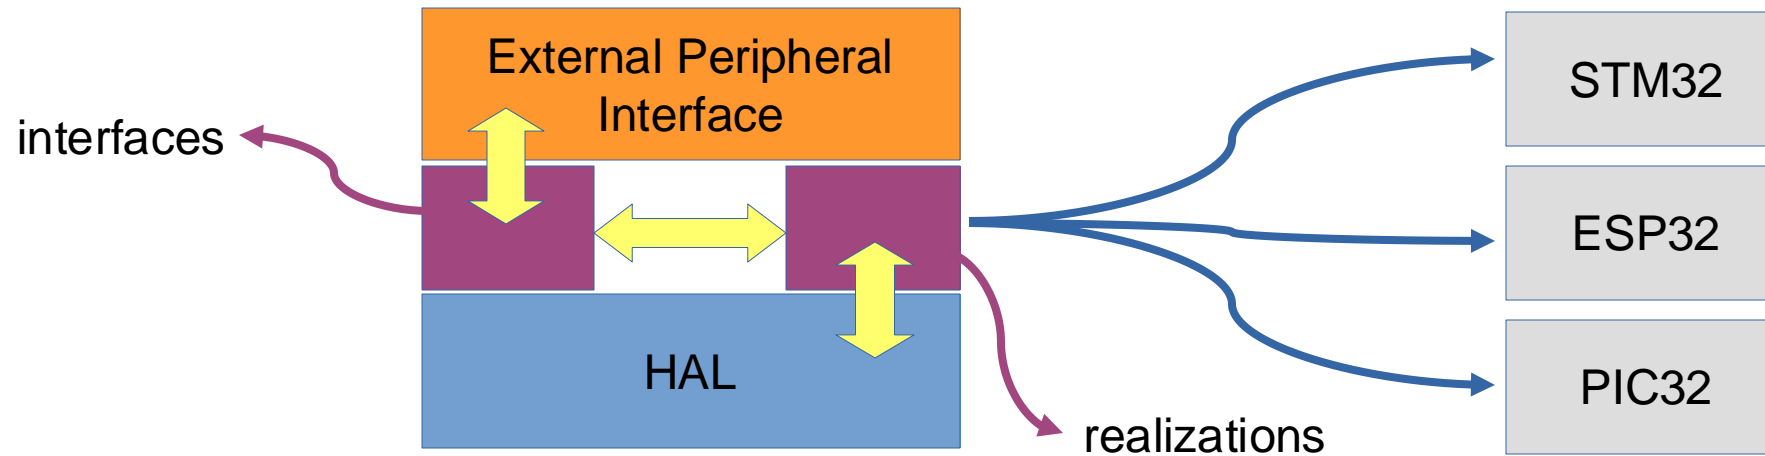 External Peripheral
Interface
interfaces
HAL
realizations
STM32
ESP32
PIC32